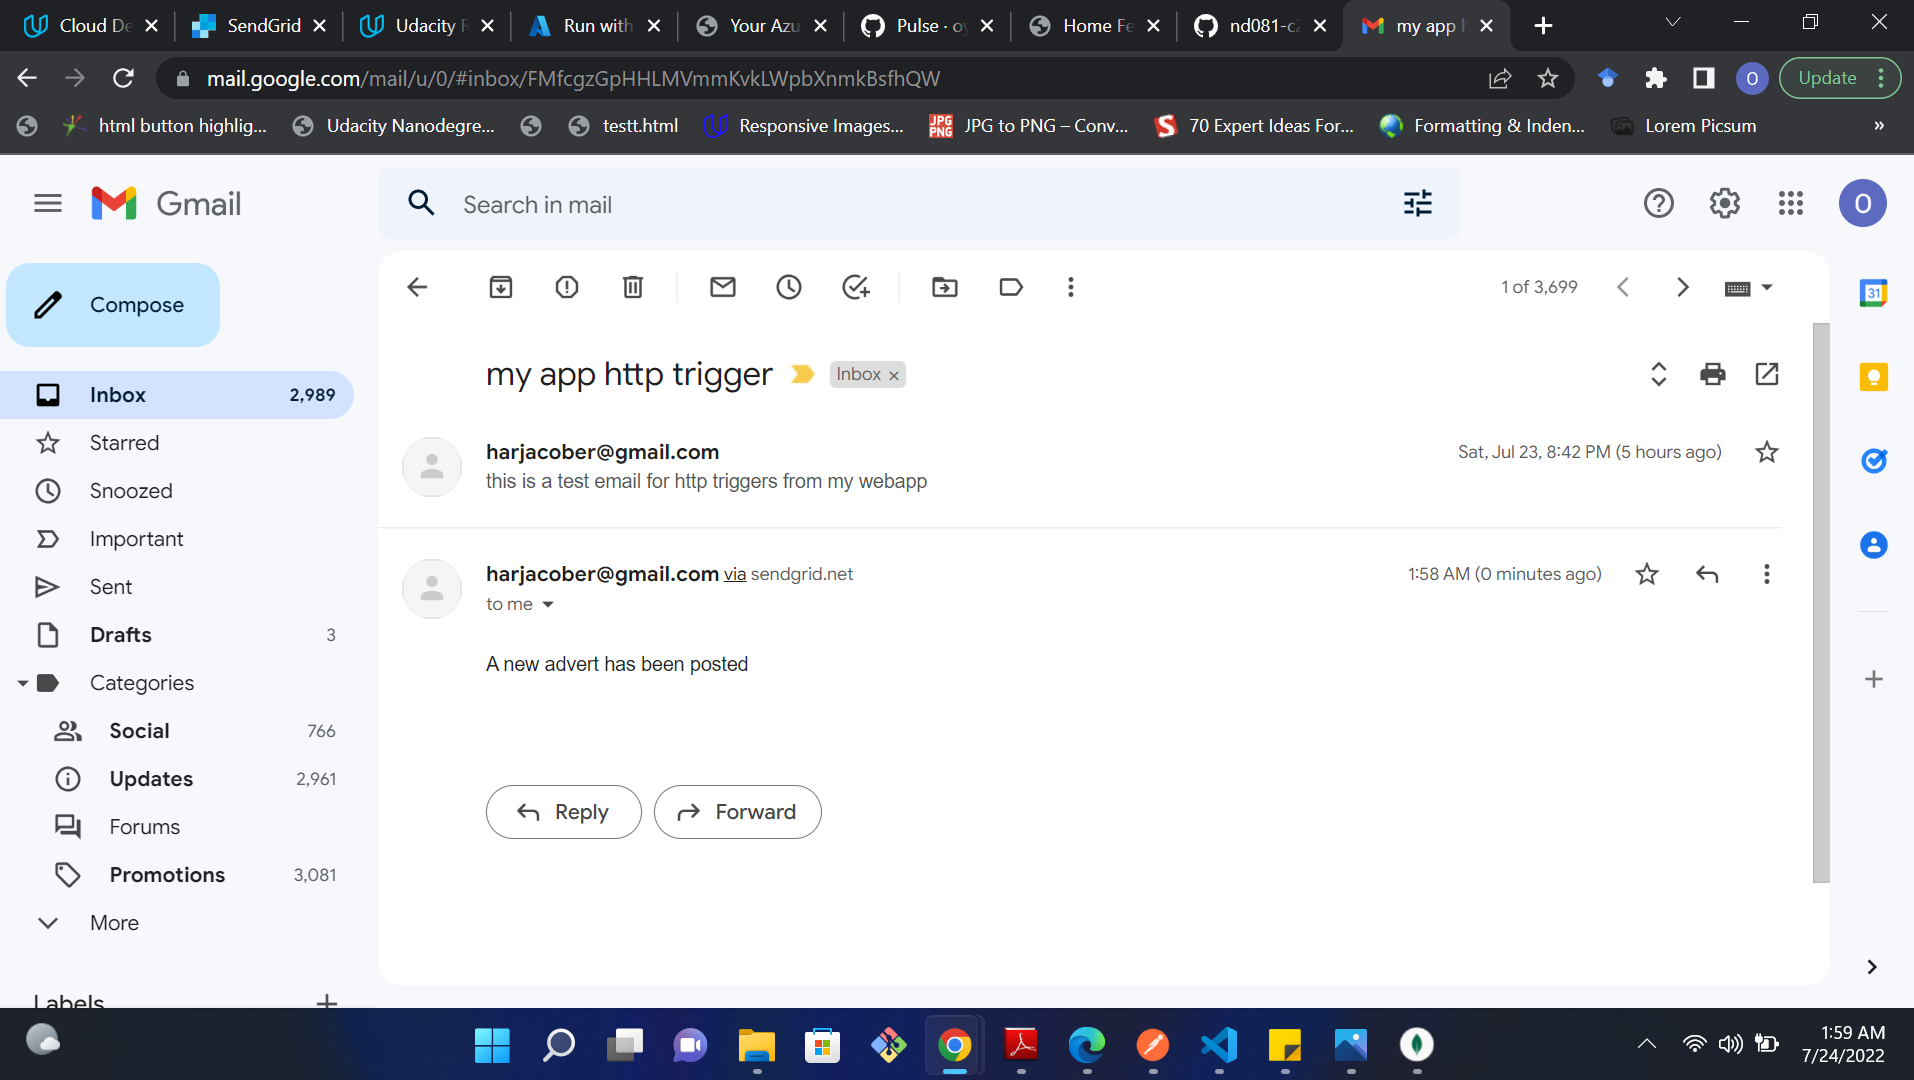 Cloud De
SendGrid
Udacity R
Run with
Your Azu
Pulse · oy
Home Fe
nd081-c2
my app h
mail.google.com/mail/u/0/#inbox/FMfcgzGpHHLMVmmKvkLWpbXnmkBsfhQW
O
Update
html button highlig...
Udacity Nanodegre...
testt.html
Responsive Images...
JPG PNG
JPG to PNG – Conv...
S
70 Expert Ideas For...
Formatting & Inden...
Lorem Picsum
»
Gmail
Search in mail
O
Compose
1 of 3,699
31
my app http trigger
Inbox
Inbox 2,989
Starred
Snoozed
Important
Sent
Drafts 3
Categories
Social 766
Updates 2,961
Forums
Promotions 3,081
More
Labels
harjacober@gmail.com
Sat, Jul 23, 8:42 PM (5 hours ago)
this is a test email for http triggers from my webapp
harjacober@gmail.com via sendgrid.net
1:58 AM (0 minutes ago)
to me
A new advert has been posted
Reply
Forward
1:59 AM
7/24/2022